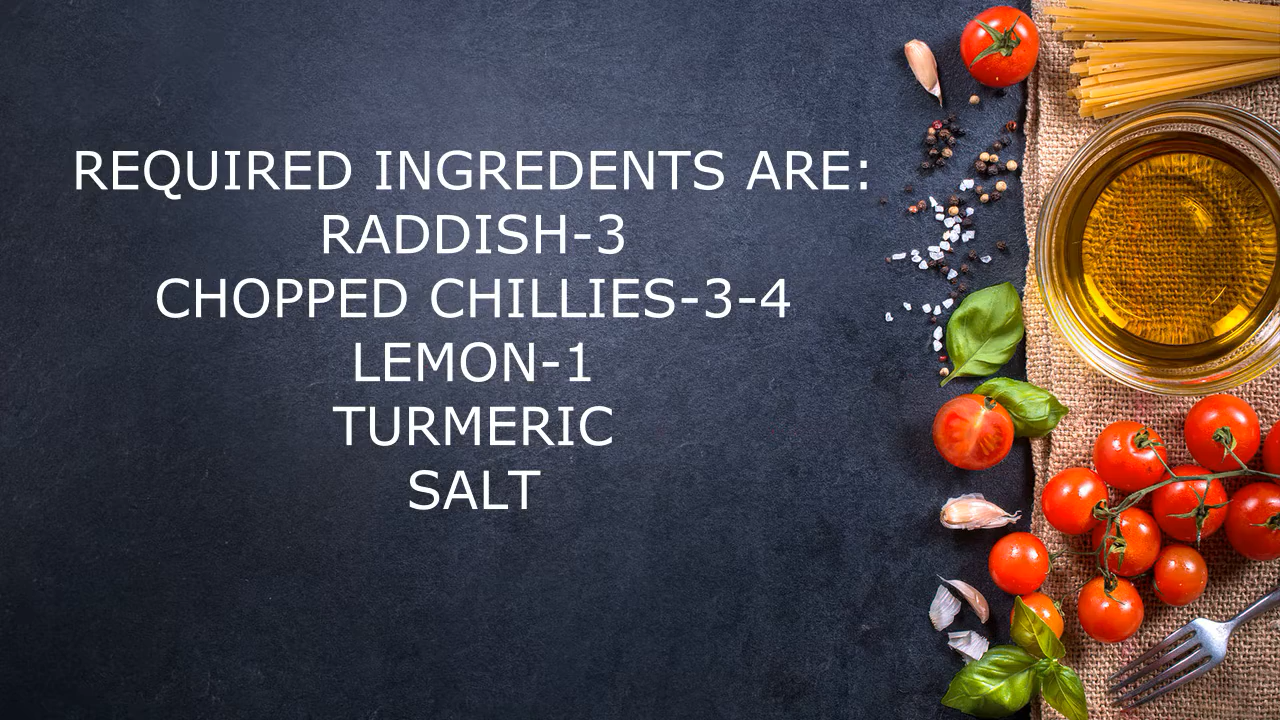 REQUIRED INGREDENTS ARE:
RADDISH-3
CHOPPED CHILLIES-3-4
LEMON-1
TURMERIC
SALT